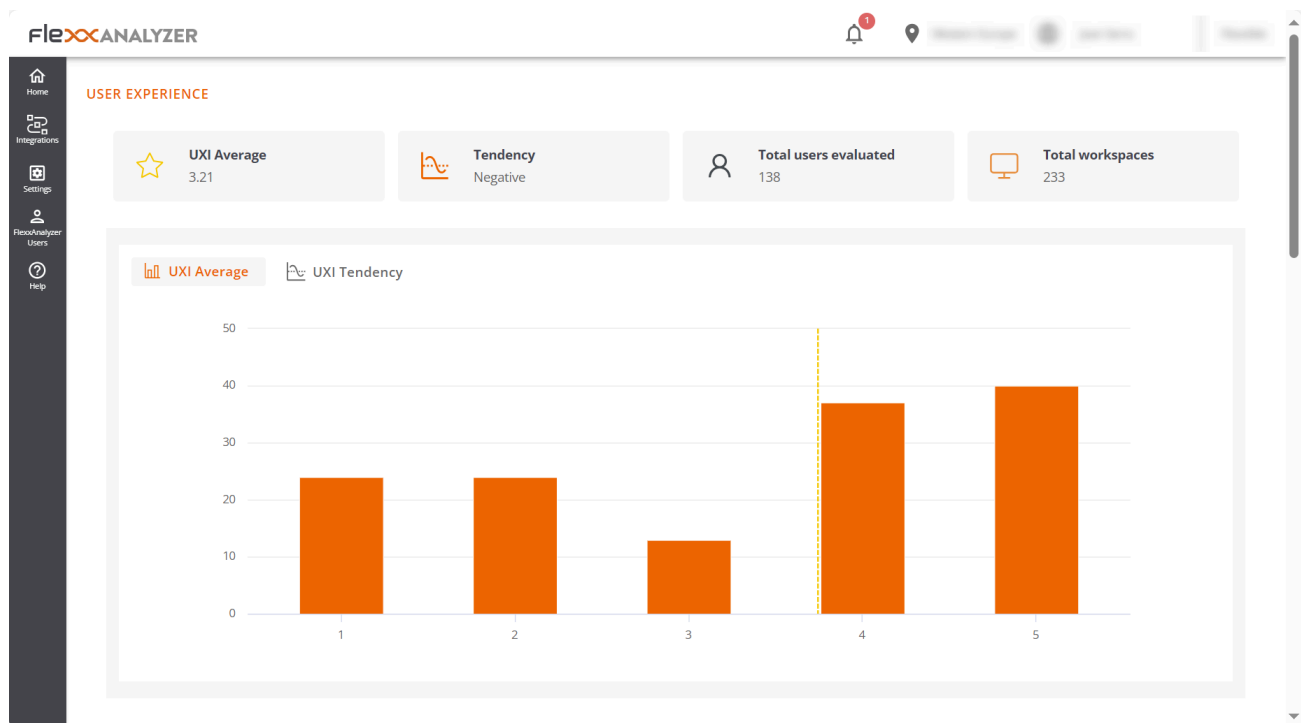 FlexxANALYZER
1
Home
Integrations
Settings
FlexxAnalyzer
Users
Help
USER EXPERIENCE
UXI Average
3.21
Tendency
Negative
Total users evaluated
138
Total workspaces
233
UXI Average
UXI Tendency
50
40
30
20
10
0
1
2
3
4
5